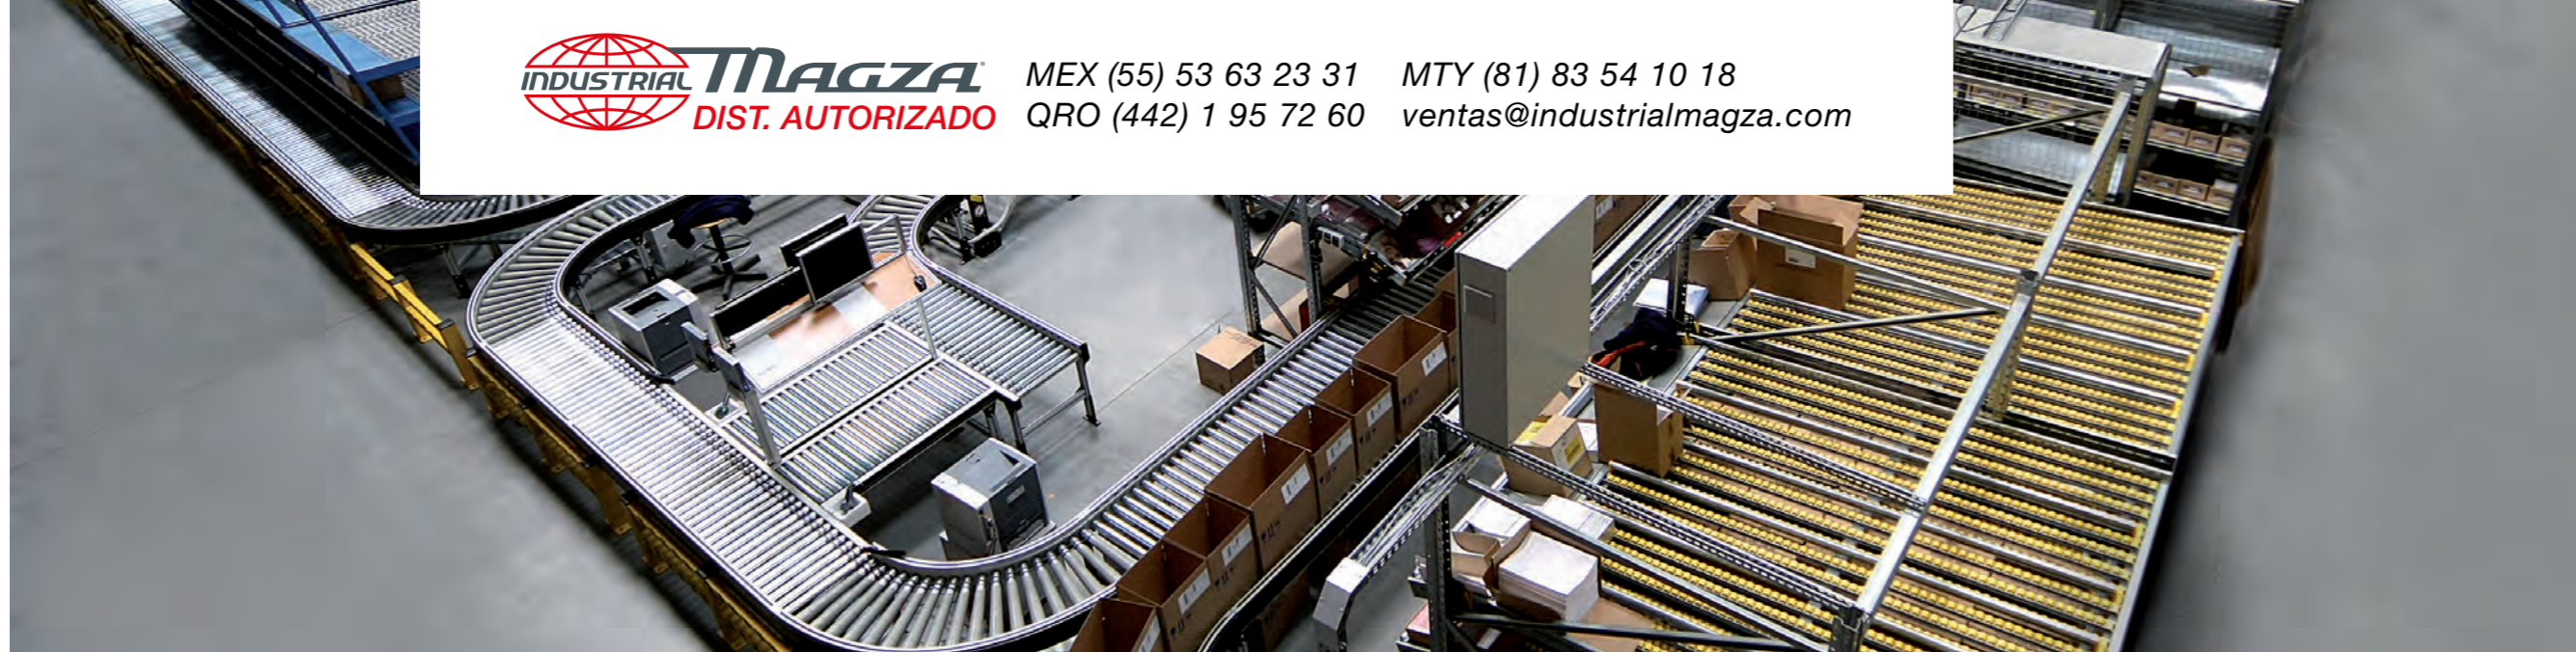 INDUSTRIAL MAGZA
DIST. AUTORIZADO
MEX (55) 53 63 23 31 MTY (81) 83 54 10 18
QRO (442) 1 95 72 60 ventas@industrialmagza.com